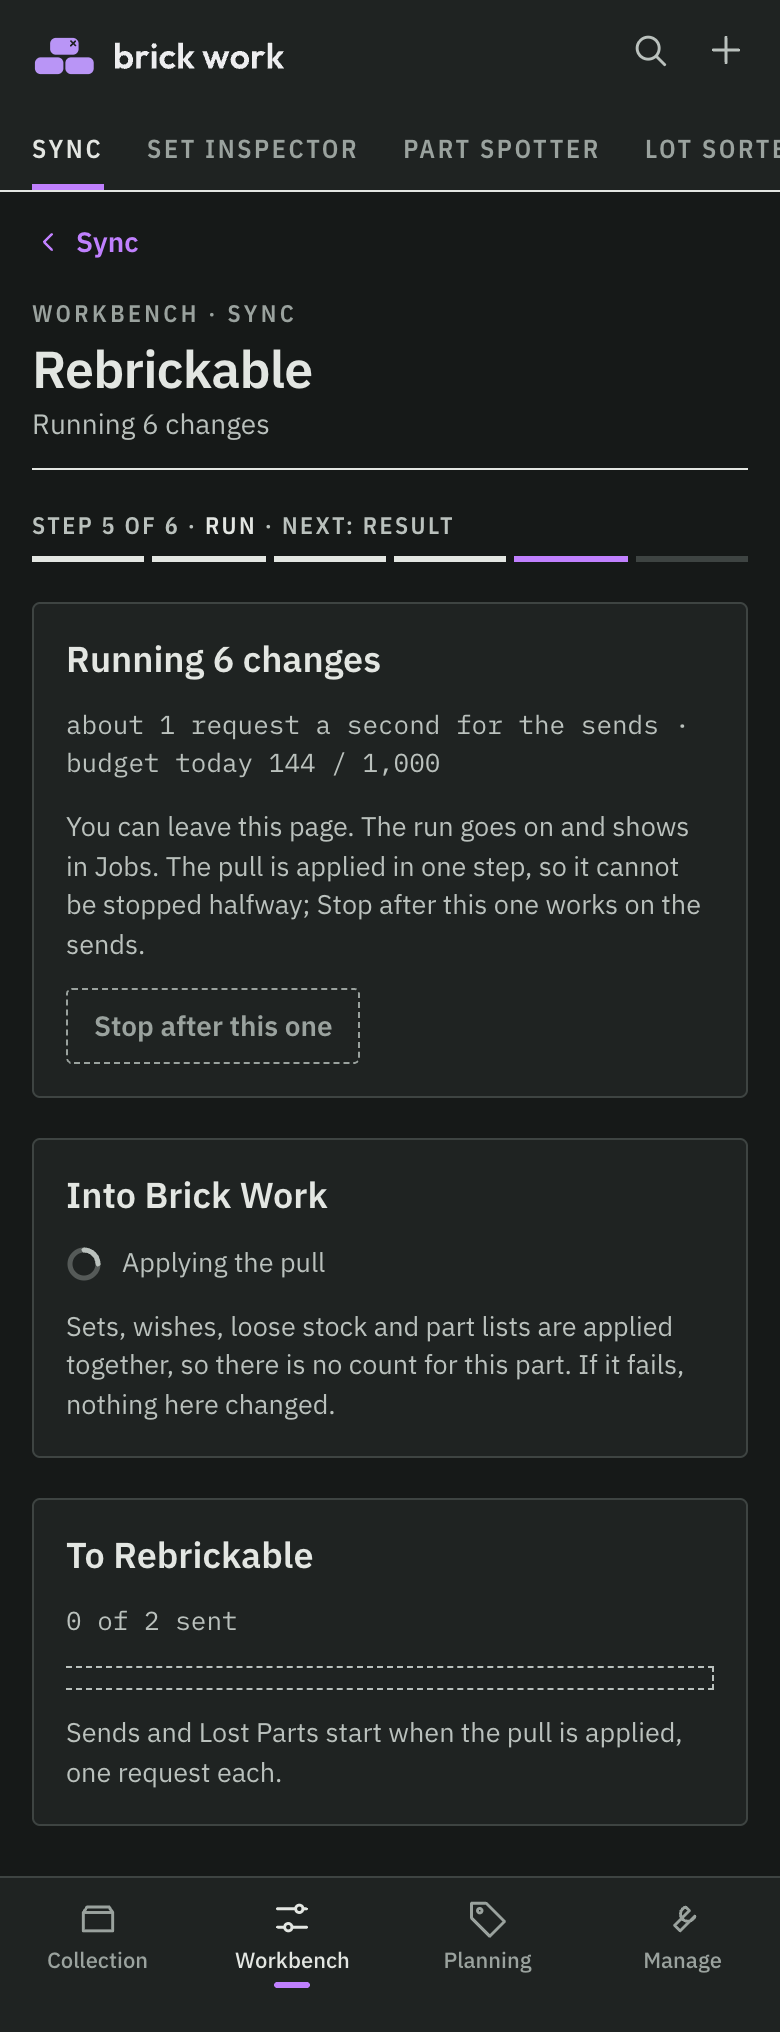 brick work
SYNC SET INSPECTOR PART SPOTTER LOT SORTE
Sync
WORKBENCH · SYNC
Rebrickable
Running 6 changes
STEP 5 OF 6 · RUN · NEXT: RESULT
Running 6 changes
about 1 request a second for the sends ·
budget today 144 / 1,000
You can leave this page. The run goes on and shows
in Jobs. The pull is applied in one step, so it cannot
be stopped halfway; Stop after this one works on the
sends.
Stop after this one
Into Brick Work
Applying the pull
Sets, wishes, loose stock and part lists are applied
together, so there is no count for this part. If it fails,
nothing here changed.
To Rebrickable
0 of 2 sent
Sends and Lost Parts start when the pull is applied,
one request each.
Collection Workbench Planning Manage